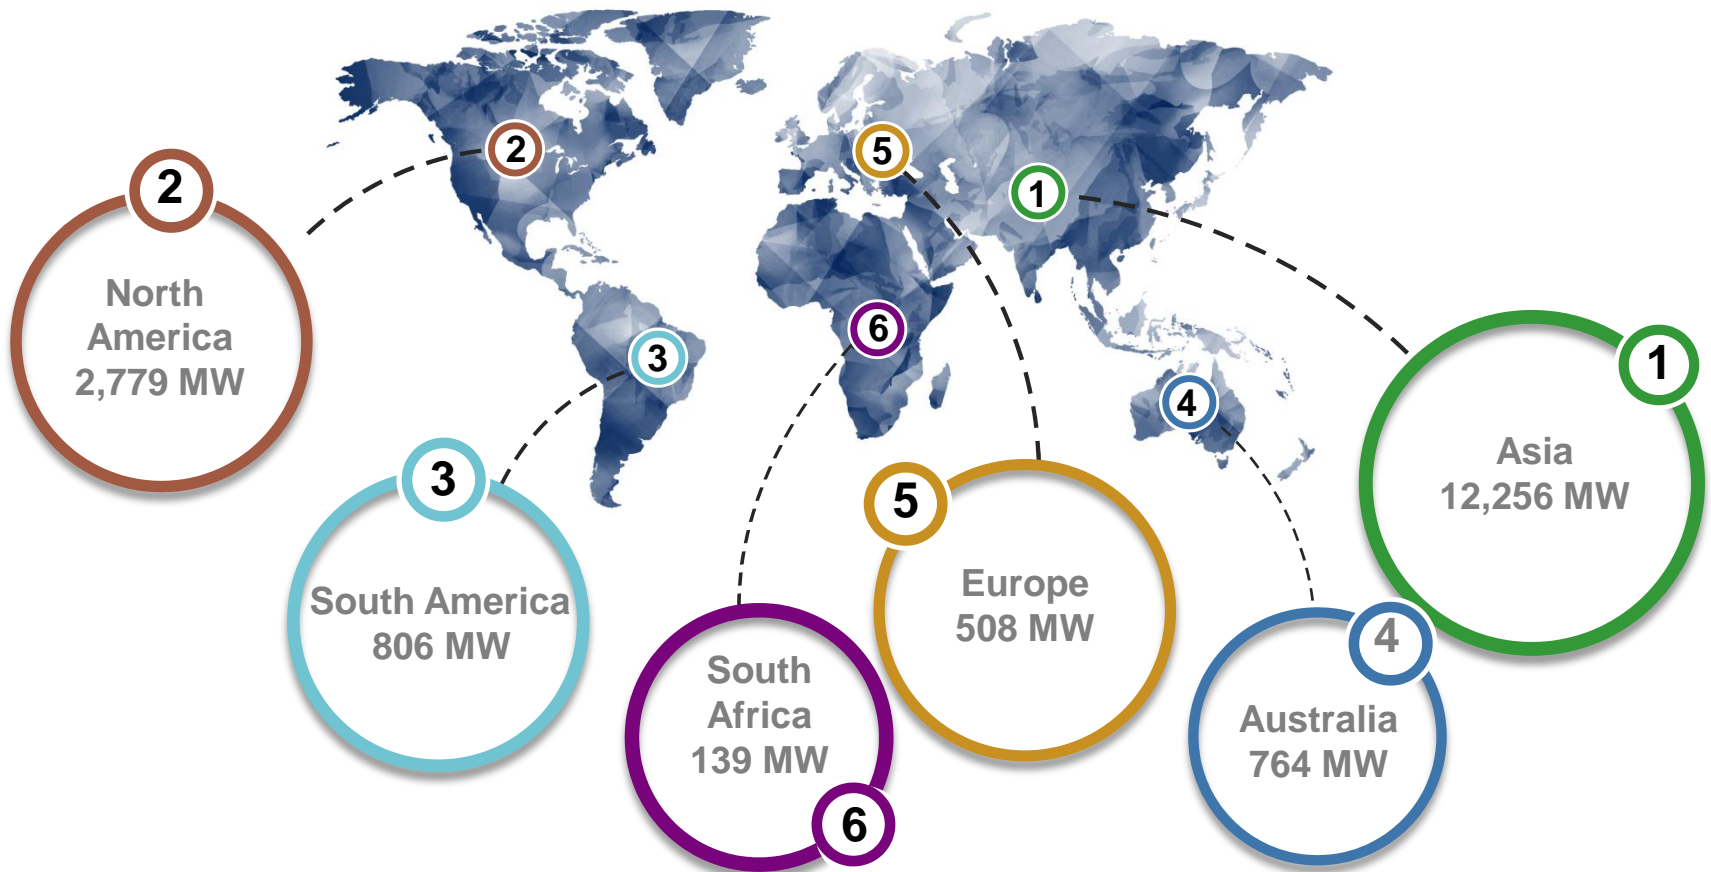 2
5
1
6
3
4
2
North
America
2,779 MW
3
South America
806 MW
6
South
Africa
139 MW
5
Europe
508 MW
4
Australia
764 MW
1
Asia
12,256 MW